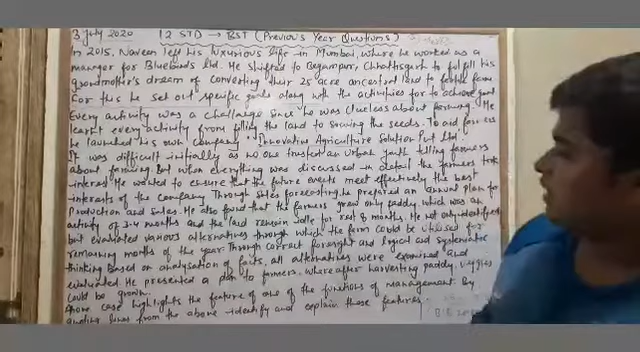 3 July 2020 12 STD → BST (Previous Year Questions)
In 2015, Naveen left his luxurious life in Mumbai, where he worked as a
manager for Bluebirds Ltd. He shifted to Begampur, Chhattisgarh to fulfill his
grandmother's dream of converting their 25 acre ancestral land to fertile farm
For this he set out specific goals along with the activities for to achieve goal
Every activity was a challenge since he was clueless about farming. He
learnt every activity from filling the land to sowing the seeds. To aid farmers
he launched his own company "Innovative Agriculture Solution Pvt Ltd"
It was difficult initially as no one trusted an urban youth telling farmers
about farming. But when everything was discussed in detail the farmers took
interest. He wanted to ensure that the future events meet effectively the best
interests of the company. Through sales forecasting, he prepared an annual plan for
Production and Sales. He also found that the farmers grew only paddy, which was an
activity of 3-4 months and the land remain idle for rest 8 months. He not only identified
but evaluated various alternatives through which the farm could be utilised for
remaining months of the year. Through correct foresight and logical and systematic
thinking based on analysation of facts, all alternatives were examined and
evaluated. He presented a plan to farmers, where after harvesting paddy, veggies
could be grown.
Above case highlights the feature of one of the functions of management. By
quoting lines from the above identify and explain these features.